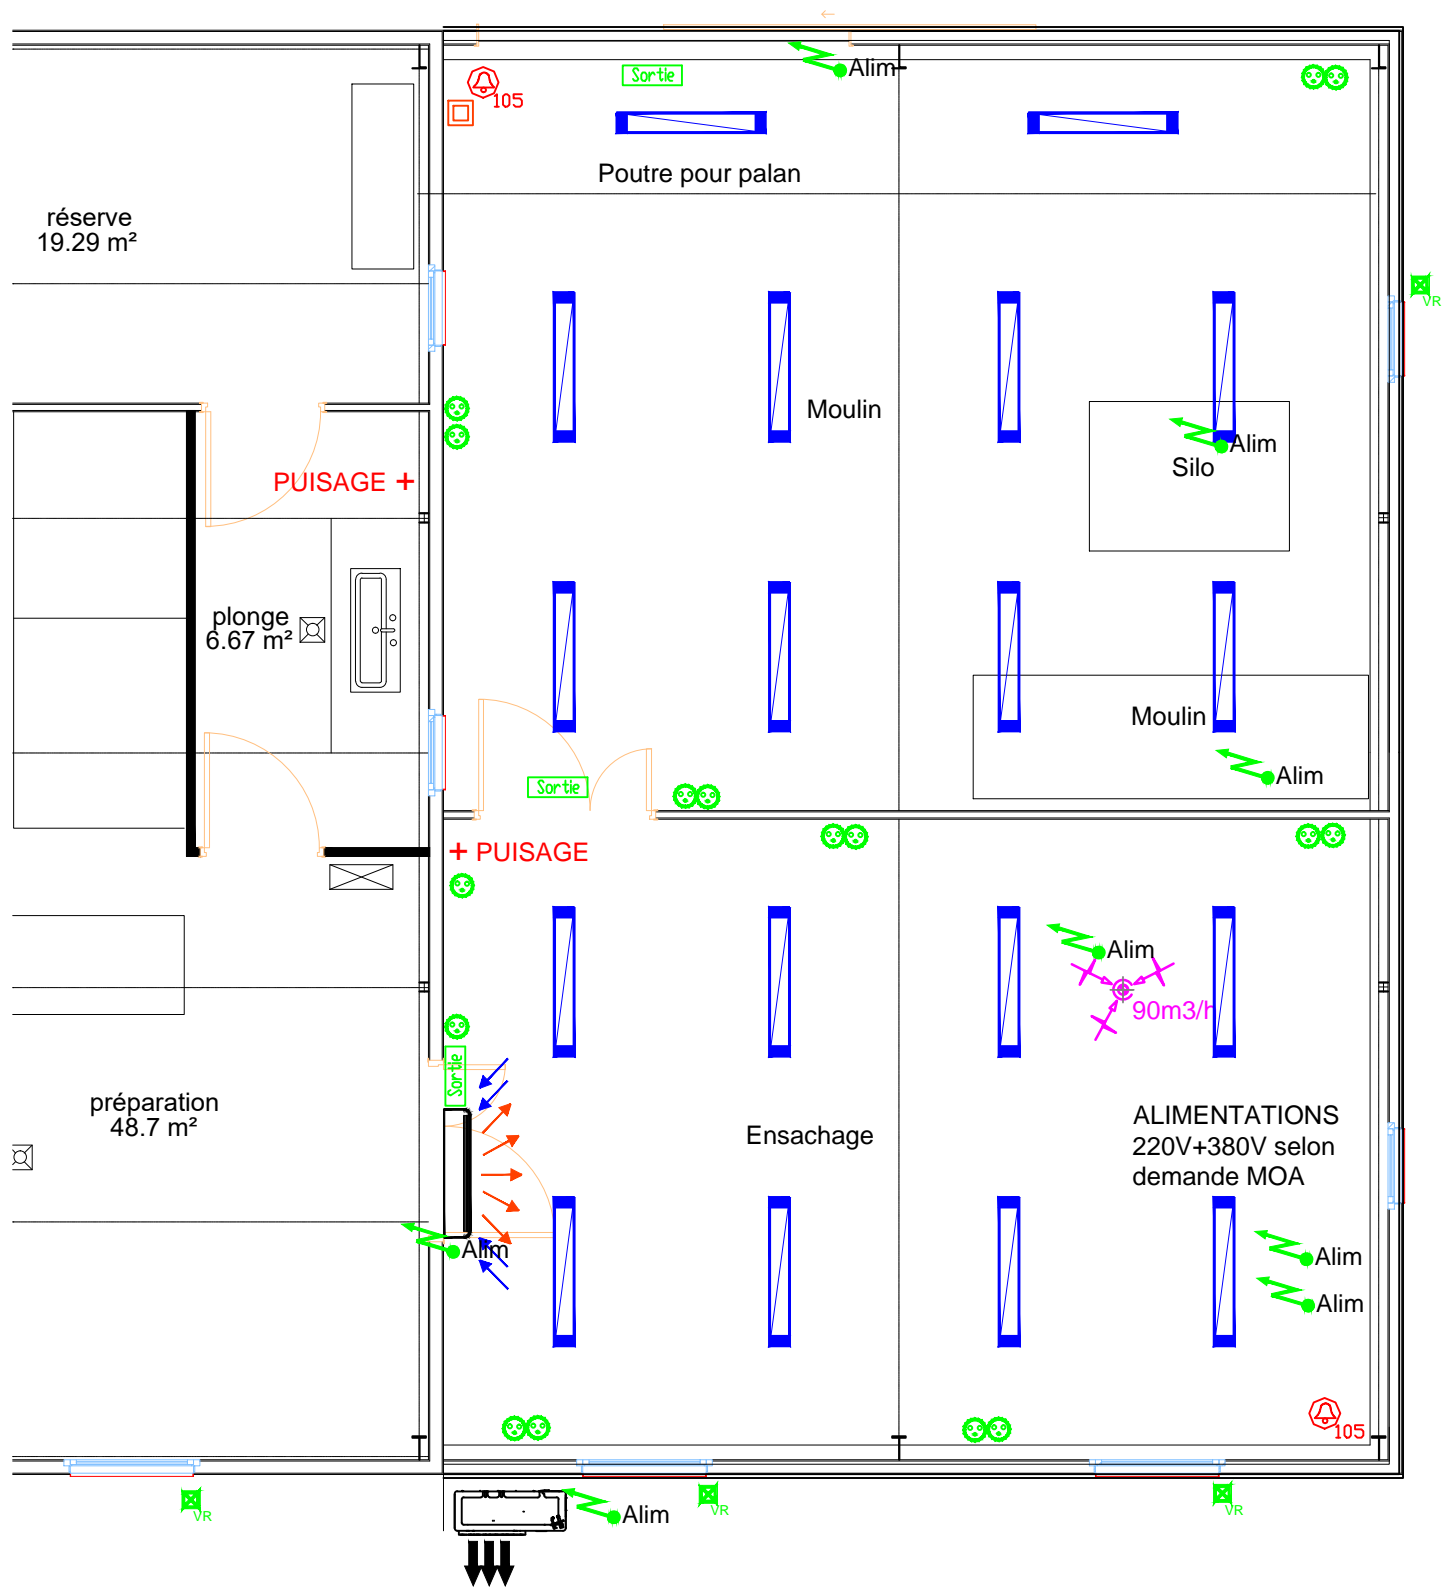 Sortie
Alim
105
Poutre pour palan
réserve
19.29 m²
VR
Moulin
Alim
Silo
PUISAGE +
plonge
6.67 m²
Moulin
Alim
Sortie
+ PUISAGE
Alim
90m3/h
Sortie
préparation
48.7 m²
Ensachage
ALIMENTATIONS
220V+380V selon
demande MOA
Alim
Alim
Alim
105
VR
VR
VR
Alim